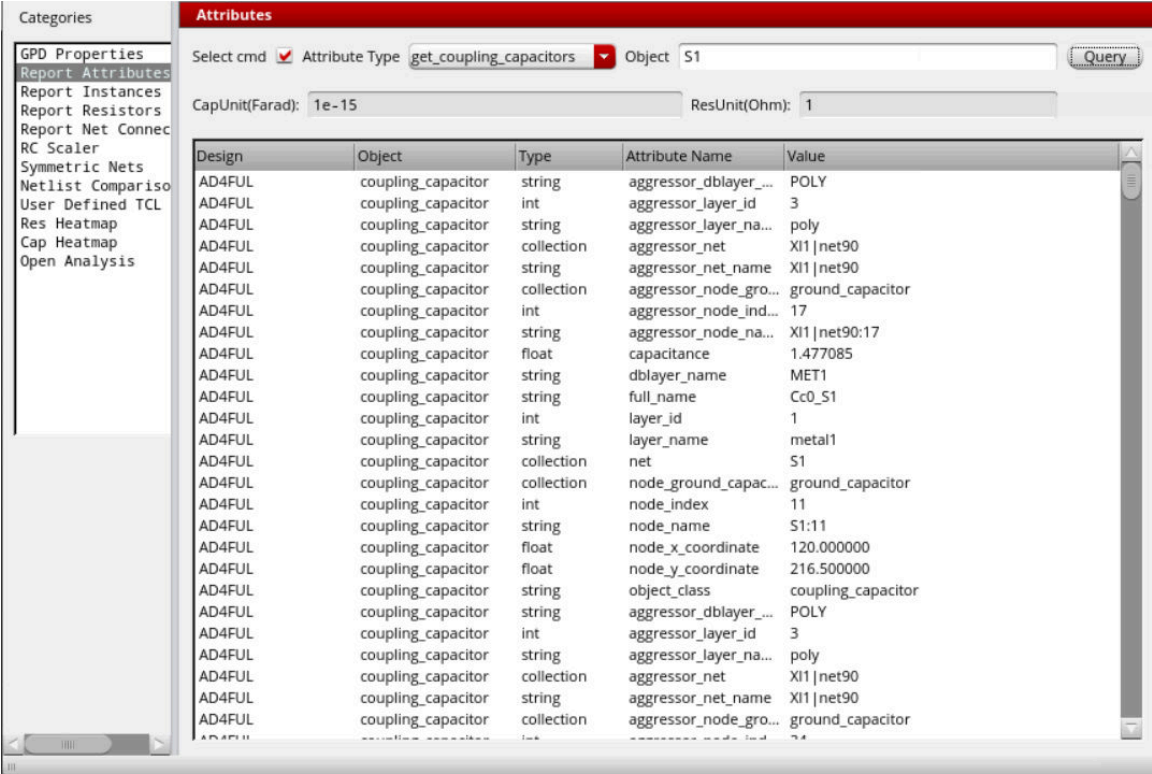 Categories
Attributes
GPD Properties
Report Attributes
Report Instances
Report Resistors
Report Net Connec
RC Scaler
Symmetric Nets
Netlist Compariso
User Defined TCL
Res Heatmap
Cap Heatmap
Open Analysis
Select cmd Attribute Type get_coupling_capacitors Object S1 Query
CapUnit(Farad): 1e-15 ResUnit(Ohm): 1
Design Object Type Attribute Name Value
AD4FUL coupling_capacitor string aggressor_dblayer_... POLY
AD4FUL coupling_capacitor int aggressor_layer_id 3
AD4FUL coupling_capacitor string aggressor_layer_na... poly
AD4FUL coupling_capacitor collection aggressor_net XI1|net90
AD4FUL coupling_capacitor string aggressor_net_name XI1|net90
AD4FUL coupling_capacitor collection aggressor_node_gro... ground_capacitor
AD4FUL coupling_capacitor int aggressor_node_ind... 17
AD4FUL coupling_capacitor string aggressor_node_na... XI1|net90:17
AD4FUL coupling_capacitor float capacitance 1.477085
AD4FUL coupling_capacitor string dblayer_name MET1
AD4FUL coupling_capacitor string full_name Cc0_S1
AD4FUL coupling_capacitor int layer_id 1
AD4FUL coupling_capacitor string layer_name metal1
AD4FUL coupling_capacitor collection net S1
AD4FUL coupling_capacitor collection node_ground_capac... ground_capacitor
AD4FUL coupling_capacitor int node_index 11
AD4FUL coupling_capacitor string node_name S1:11
AD4FUL coupling_capacitor float node_x_coordinate 120.000000
AD4FUL coupling_capacitor float node_y_coordinate 216.500000
AD4FUL coupling_capacitor string object_class coupling_capacitor
AD4FUL coupling_capacitor string aggressor_dblayer_... POLY
AD4FUL coupling_capacitor int aggressor_layer_id 3
AD4FUL coupling_capacitor string aggressor_layer_na... poly
AD4FUL coupling_capacitor collection aggressor_net XI1|net90
AD4FUL coupling_capacitor string aggressor_net_name XI1|net90
AD4FUL coupling_capacitor collection aggressor_node_gro... ground_capacitor